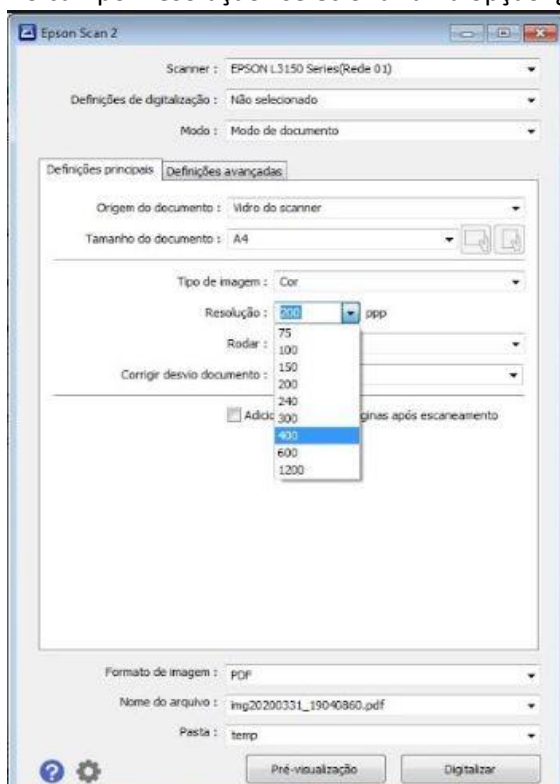 Epson Scan 2
Scanner : EPSON L3150 Series(Rede 01)
Definições de digitalização : Não selecionado
Modo : Modo de documento
Definições principais Definições avançadas
Origem do documento : Vidro do scanner
Tamanho do documento : A4
Tipo de imagem : Cor
Resolução : 200 ppp
75
Rodar :
100
150
Corrigir desvio documento :
200
240
300
ginas após escaneamento
400
600
1200
Formato de imagem : PDF
Nome do arquivo : img20200331_19040860.pdf
Pasta : temp
Pré-visualização Digitalizar